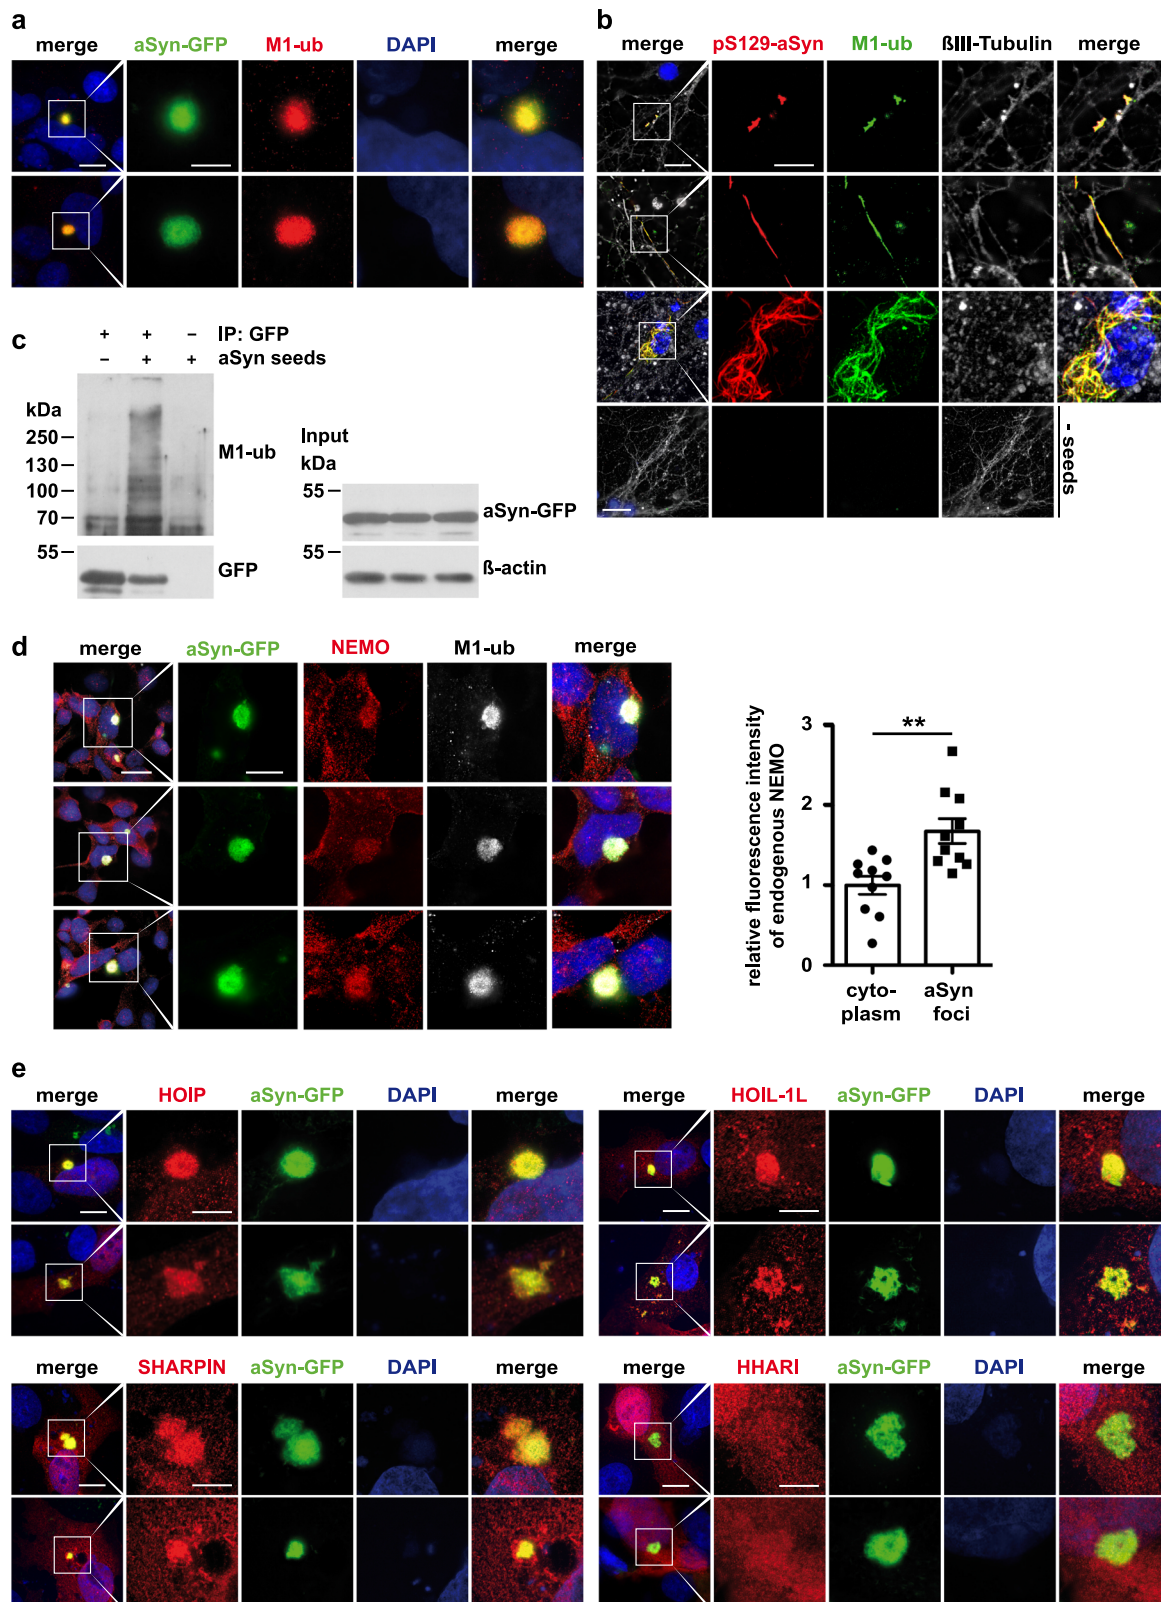 a
merge aSyn-GFP M1-ub DAPI merge
b
merge pS129-aSyn M1-ub ßIII-Tubulin merge
- seeds
c
+ + – IP: GFP
– + + aSyn seeds
kDa
250
130
100
70
M1-ub
55
GFP
Input
kDa
55
aSyn-GFP
55
ß-actin
d
merge aSyn-GFP NEMO M1-ub merge
relative fluorescence intensity
of endogenous NEMO
3
2
1
0
**
cyto-
plasm
aSyn
foci
e
merge HOIP aSyn-GFP DAPI merge
merge HOIL-1L aSyn-GFP DAPI merge
merge SHARPIN aSyn-GFP DAPI merge
merge HHARI aSyn-GFP DAPI merge